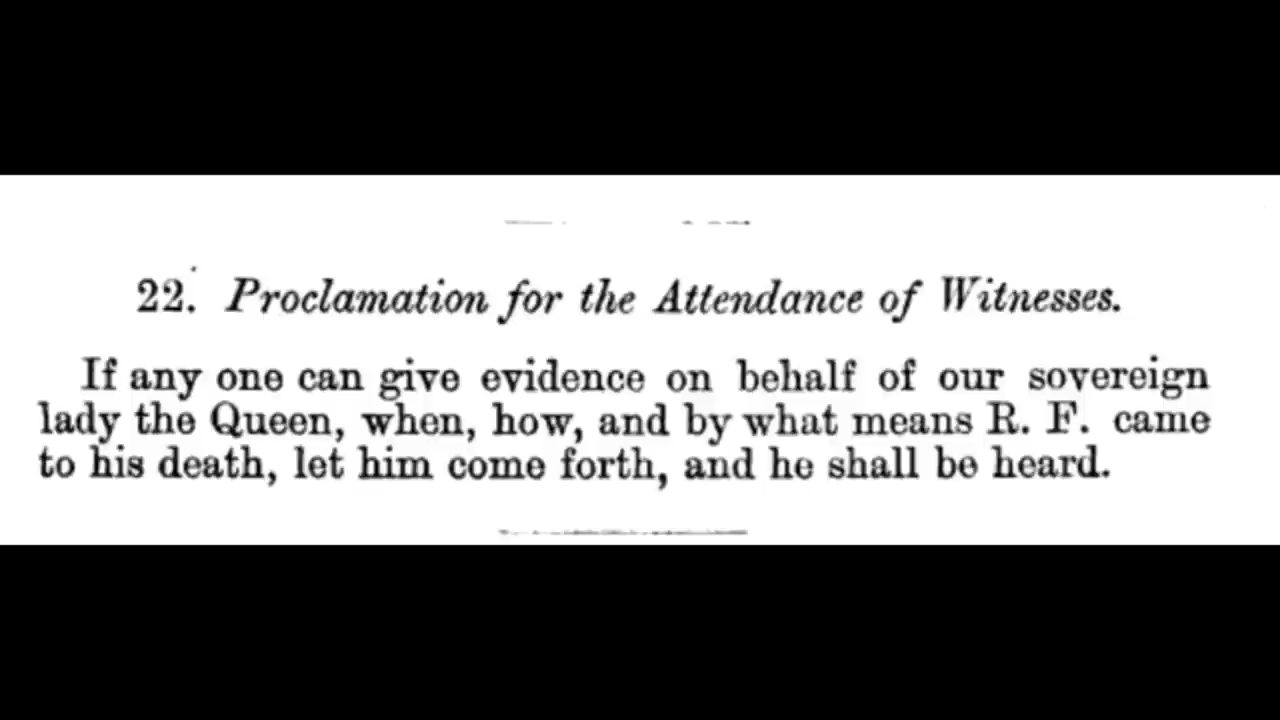 22. Proclamation for the Attendance of Witnesses.
If any one can give evidence on behalf of our sovereign
lady the Queen, when, how, and by what means R. F. came
to his death, let him come forth, and he shall be heard.